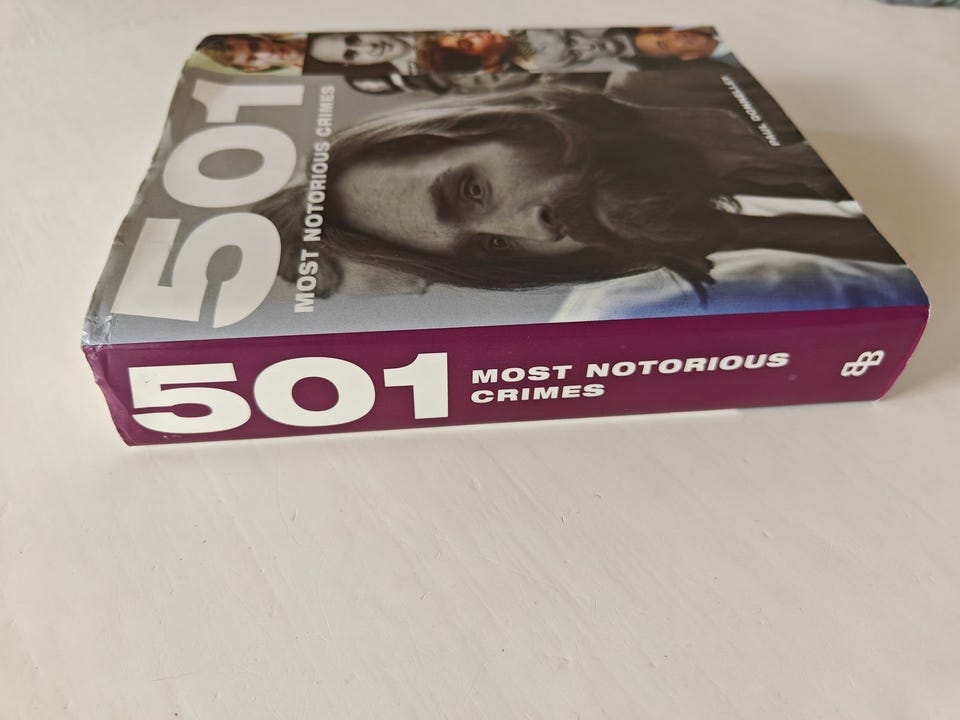 501
MOST NOTORIOUS CRIMES
PAUL DONNELLEY
501
MOST NOTORIOUS
CRIMES